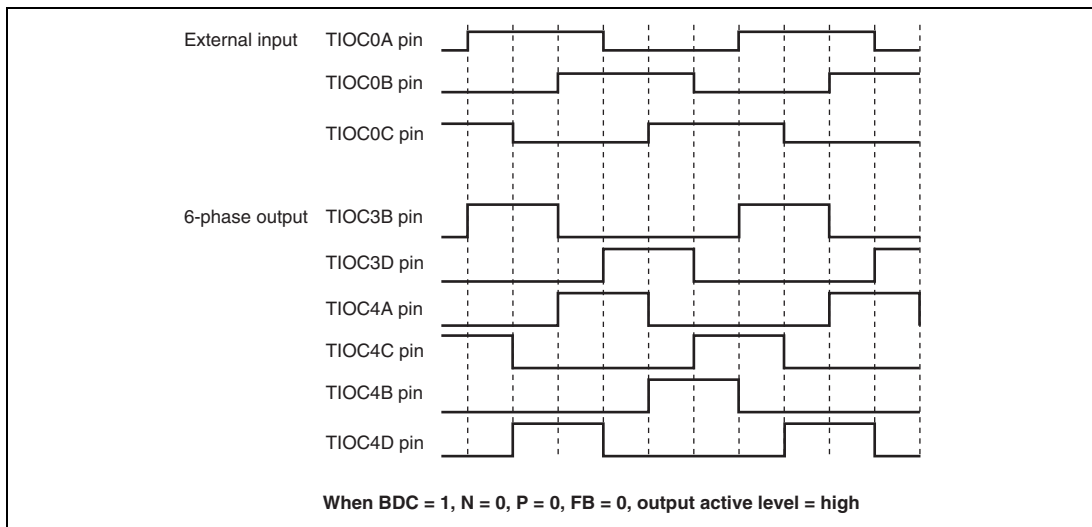 External input TIOC0A pin
TIOC0B pin
TIOC0C pin
6-phase output TIOC3B pin
TIOC3D pin
TIOC4A pin
TIOC4C pin
TIOC4B pin
TIOC4D pin
When BDC = 1, N = 0, P = 0, FB = 0, output active level = high